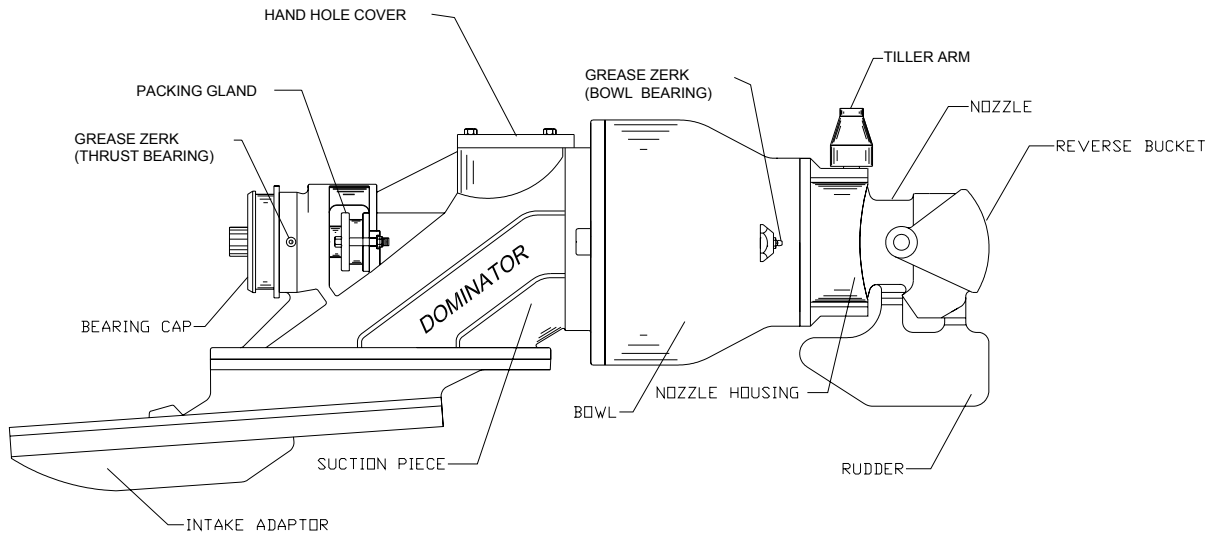 HAND HOLE COVER
TILLER ARM
GREASE ZERK
(BOWL BEARING)
PACKING GLAND
NOZZLE
GREASE ZERK
(THRUST BEARING)
REVERSE BUCKET
DOMINATOR
BEARING CAP
NOZZLE HOUSING
BOWL
SUCTION PIECE
RUDDER
INTAKE ADAPTOR